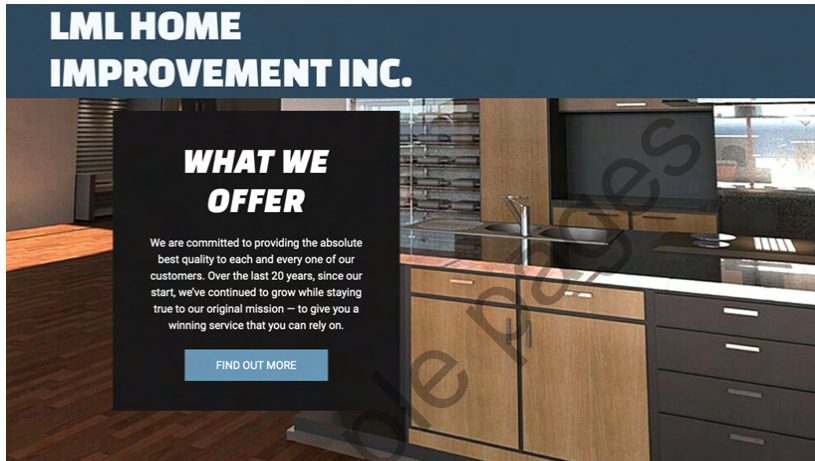 LML HOME
IMPROVEMENT INC.
WHAT WE
OFFER
We are committed to providing the absolute
best quality to each and every one of our
customers. Over the last 20 years, since our
start, we've continued to grow while staying
true to our original mission — to give you a
winning service that you can rely on.
FIND OUT MORE
ple pages